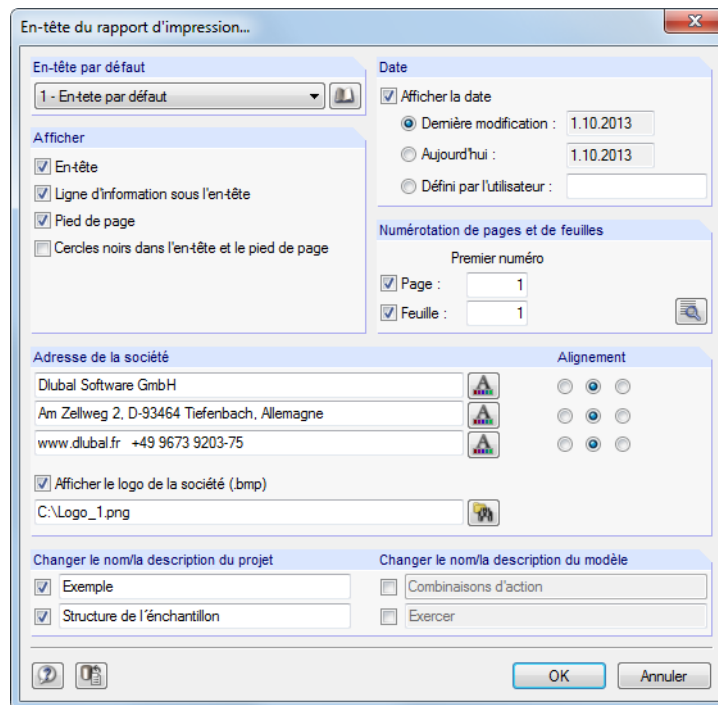 En-tête du rapport d'impression...
En-tête par défaut
1 - En-tete par défaut
Afficher
En-tête
Ligne d'information sous l'en-tête
Pied de page
Cercles noirs dans l'en-tête et le pied de page
Date
Afficher la date
Dernière modification : 1.10.2013
Aujourd'hui : 1.10.2013
Défini par l'utilisateur :
Numérotation de pages et de feuilles
Premier numéro
Page : 1
Feuille : 1
Adresse de la société Alignement
Dlubal Software GmbH
Am Zellweg 2, D-93464 Tiefenbach, Allemagne
www.dlubal.fr +49 9673 9203-75
Afficher le logo de la société (.bmp)
C:\Logo_1.png
Changer le nom/la description du projet
Exemple
Structure de l´énchantillon
Changer le nom/la description du modèle
Combinaisons d'action
Exercer
OK Annuler